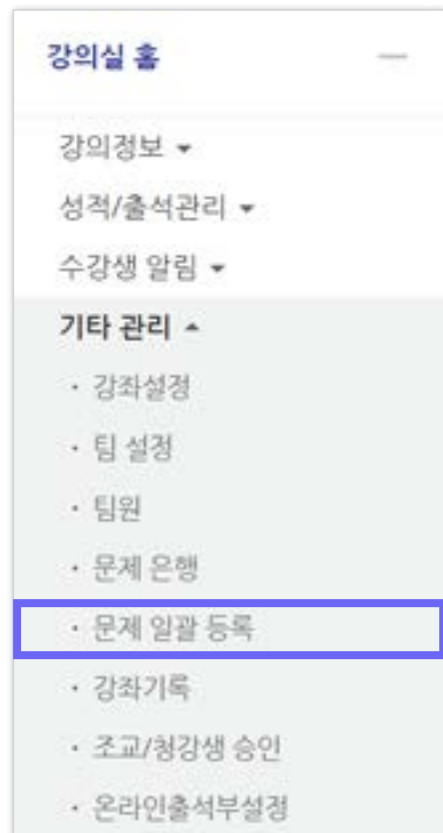 강의실 홈
강의정보
성적/출석관리
수강생 알림
기타 관리
· 강좌설정
· 팀 설정
· 팀원
· 문제 은행
· 문제 일괄 등록
· 강좌기록
· 조교/청강생 승인
· 온라인출석부설정